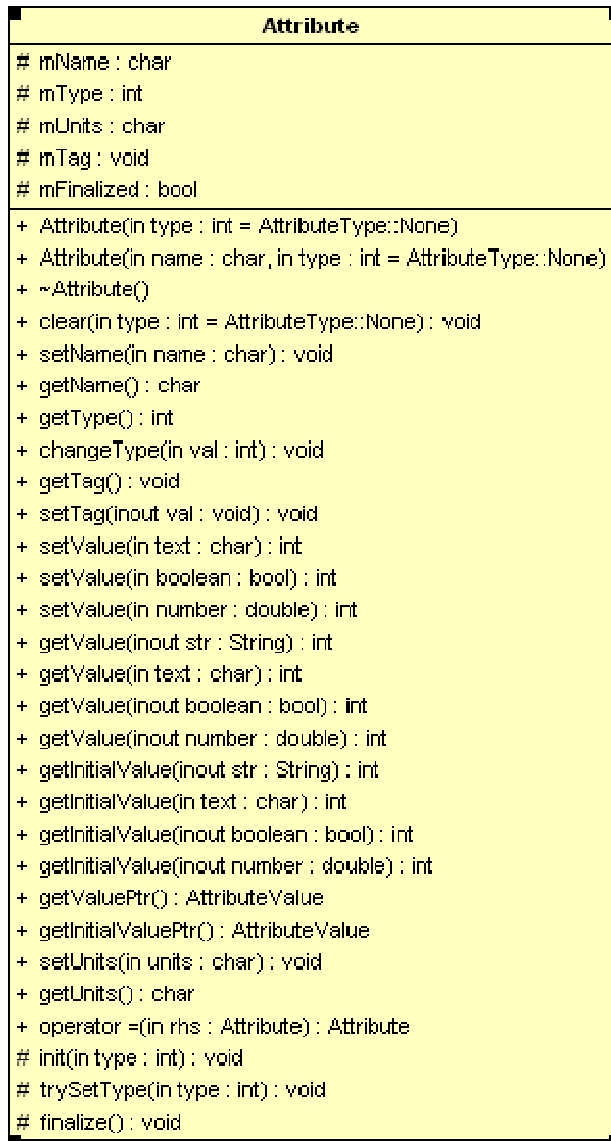 Attribute
# mName : char
# mType : int
# mUnits : char
# mTag : void
# mFinalized : bool
+ Attribute(in type : int = AttributeType::None)
+ Attribute(in name : char, in type : int = AttributeType::None)
+ ~Attribute()
+ clear(in type : int = AttributeType::None) : void
+ setName(in name : char) : void
+ getName() : char
+ getType() : int
+ changeType(in val : int) : void
+ getTag() : void
+ setTag(inout val : void) : void
+ setValue(in text : char) : int
+ setValue(in boolean : bool) : int
+ setValue(in number : double) : int
+ getValue(inout str : String) : int
+ getValue(in text : char) : int
+ getValue(inout boolean : bool) : int
+ getValue(inout number : double) : int
+ getInitialValue(inout str : String) : int
+ getInitialValue(in text : char) : int
+ getInitialValue(inout boolean : bool) : int
+ getInitialValue(inout number : double) : int
+ getValuePtr() : AttributeValue
+ getInitialValuePtr() : AttributeValue
+ setUnits(in units : char) : void
+ getUnits() : char
+ operator =(in rhs : Attribute) : Attribute
# init(in type : int) : void
# trySetType(in type : int) : void
# finalize() : void